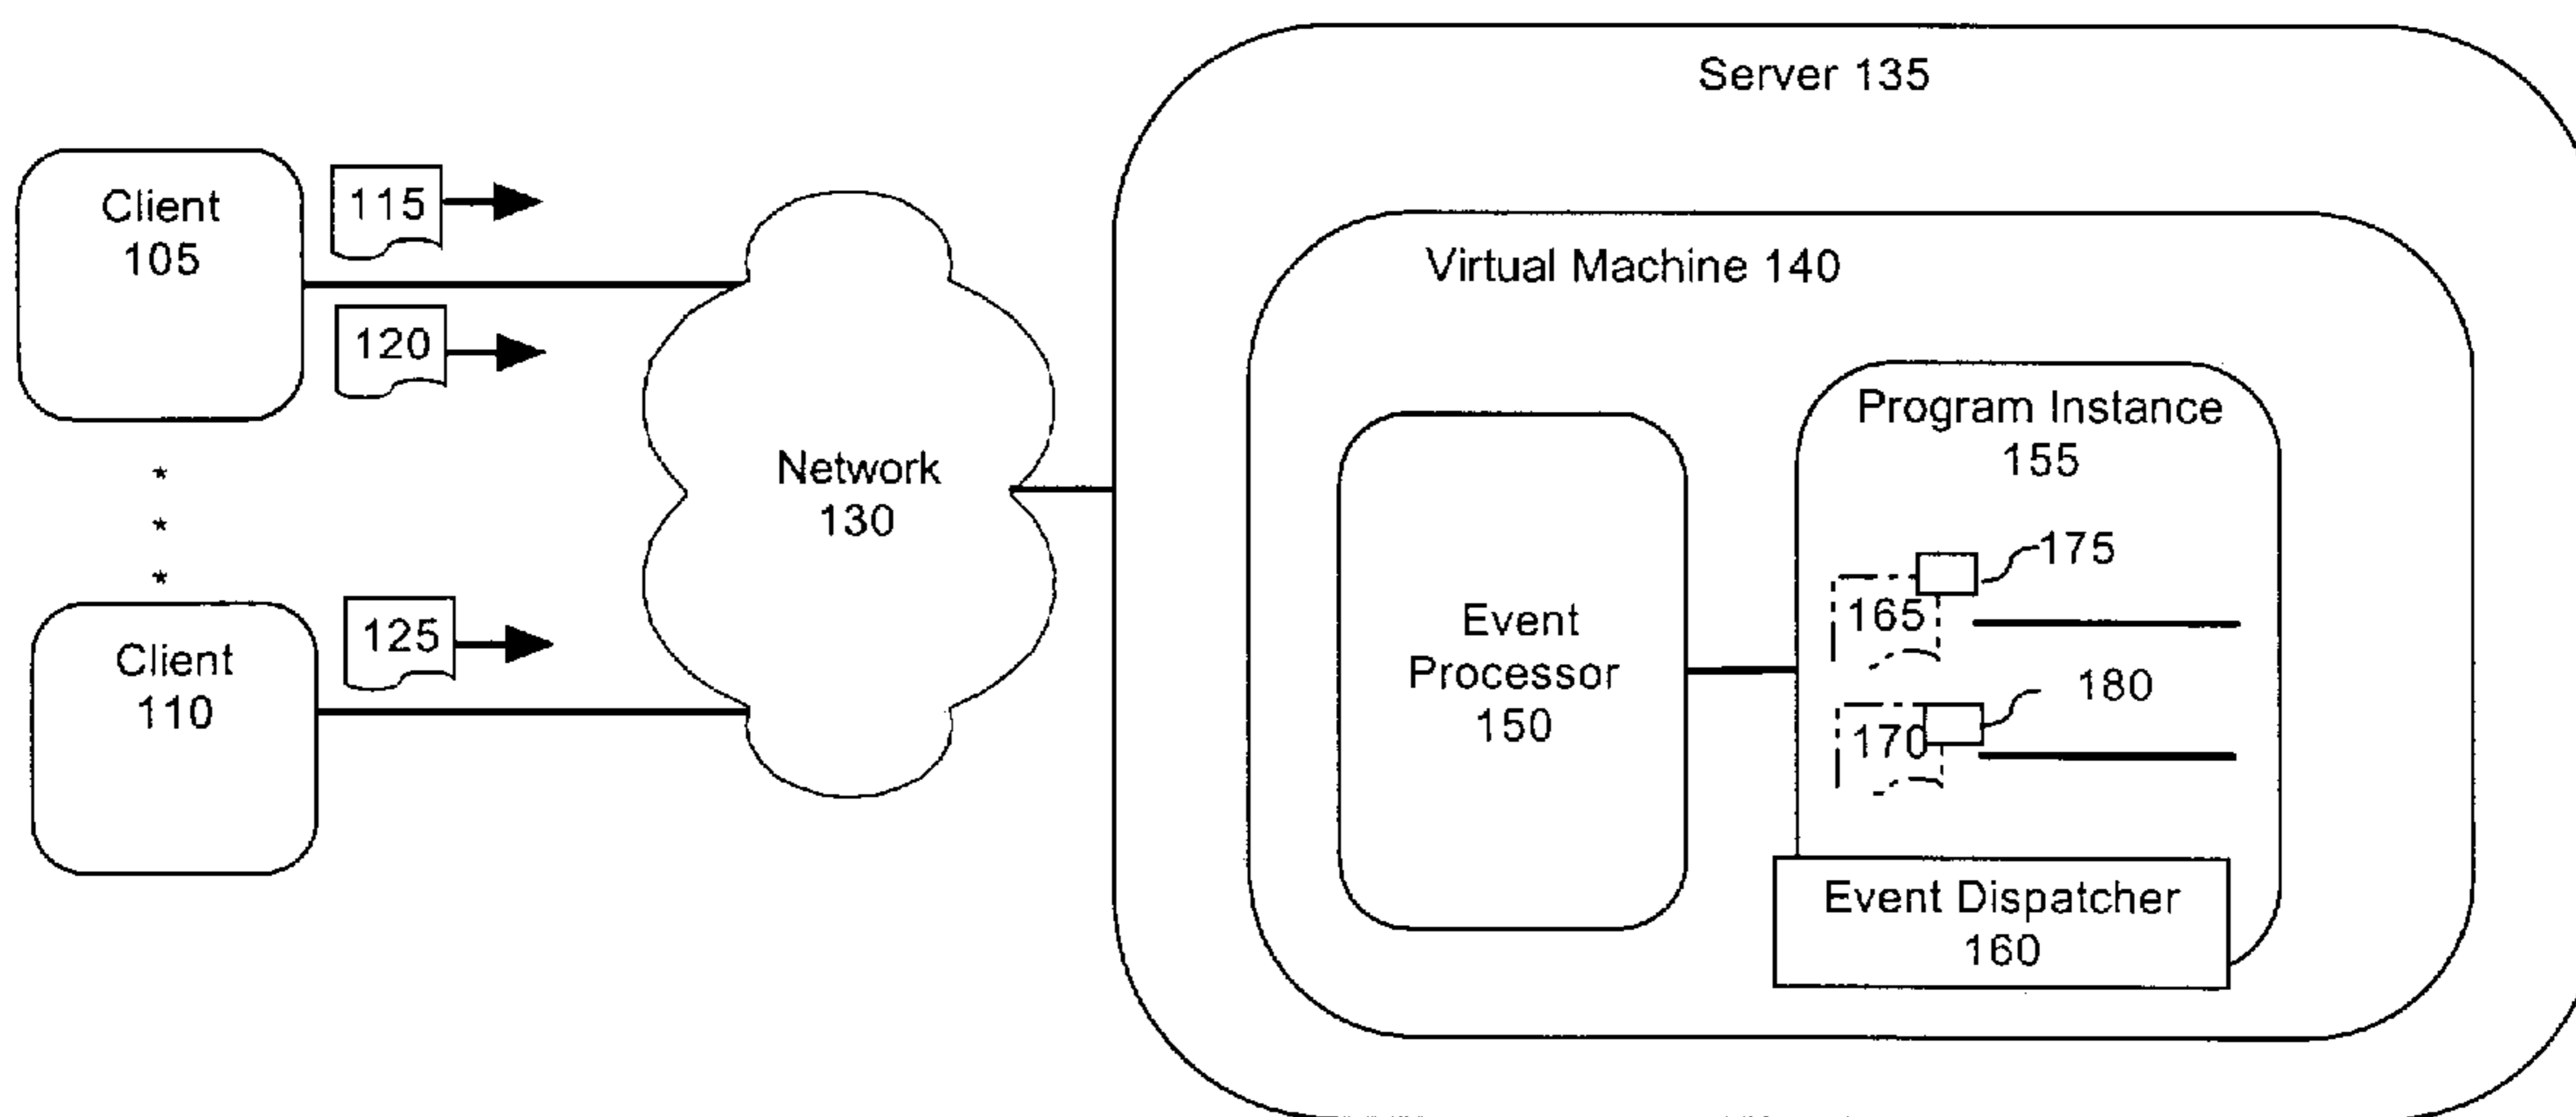 Server 135
Client
105
115
120
*
*
*
Client
110
125
Network
130
Virtual Machine 140
Event
Processor
150
Program Instance
155
175
165
180
170
Event Dispatcher
160